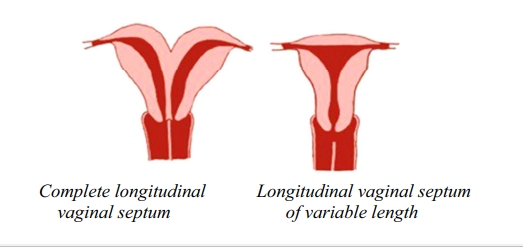 Complete longitudinal
vaginal septum
Longitudinal vaginal septum
of variable length